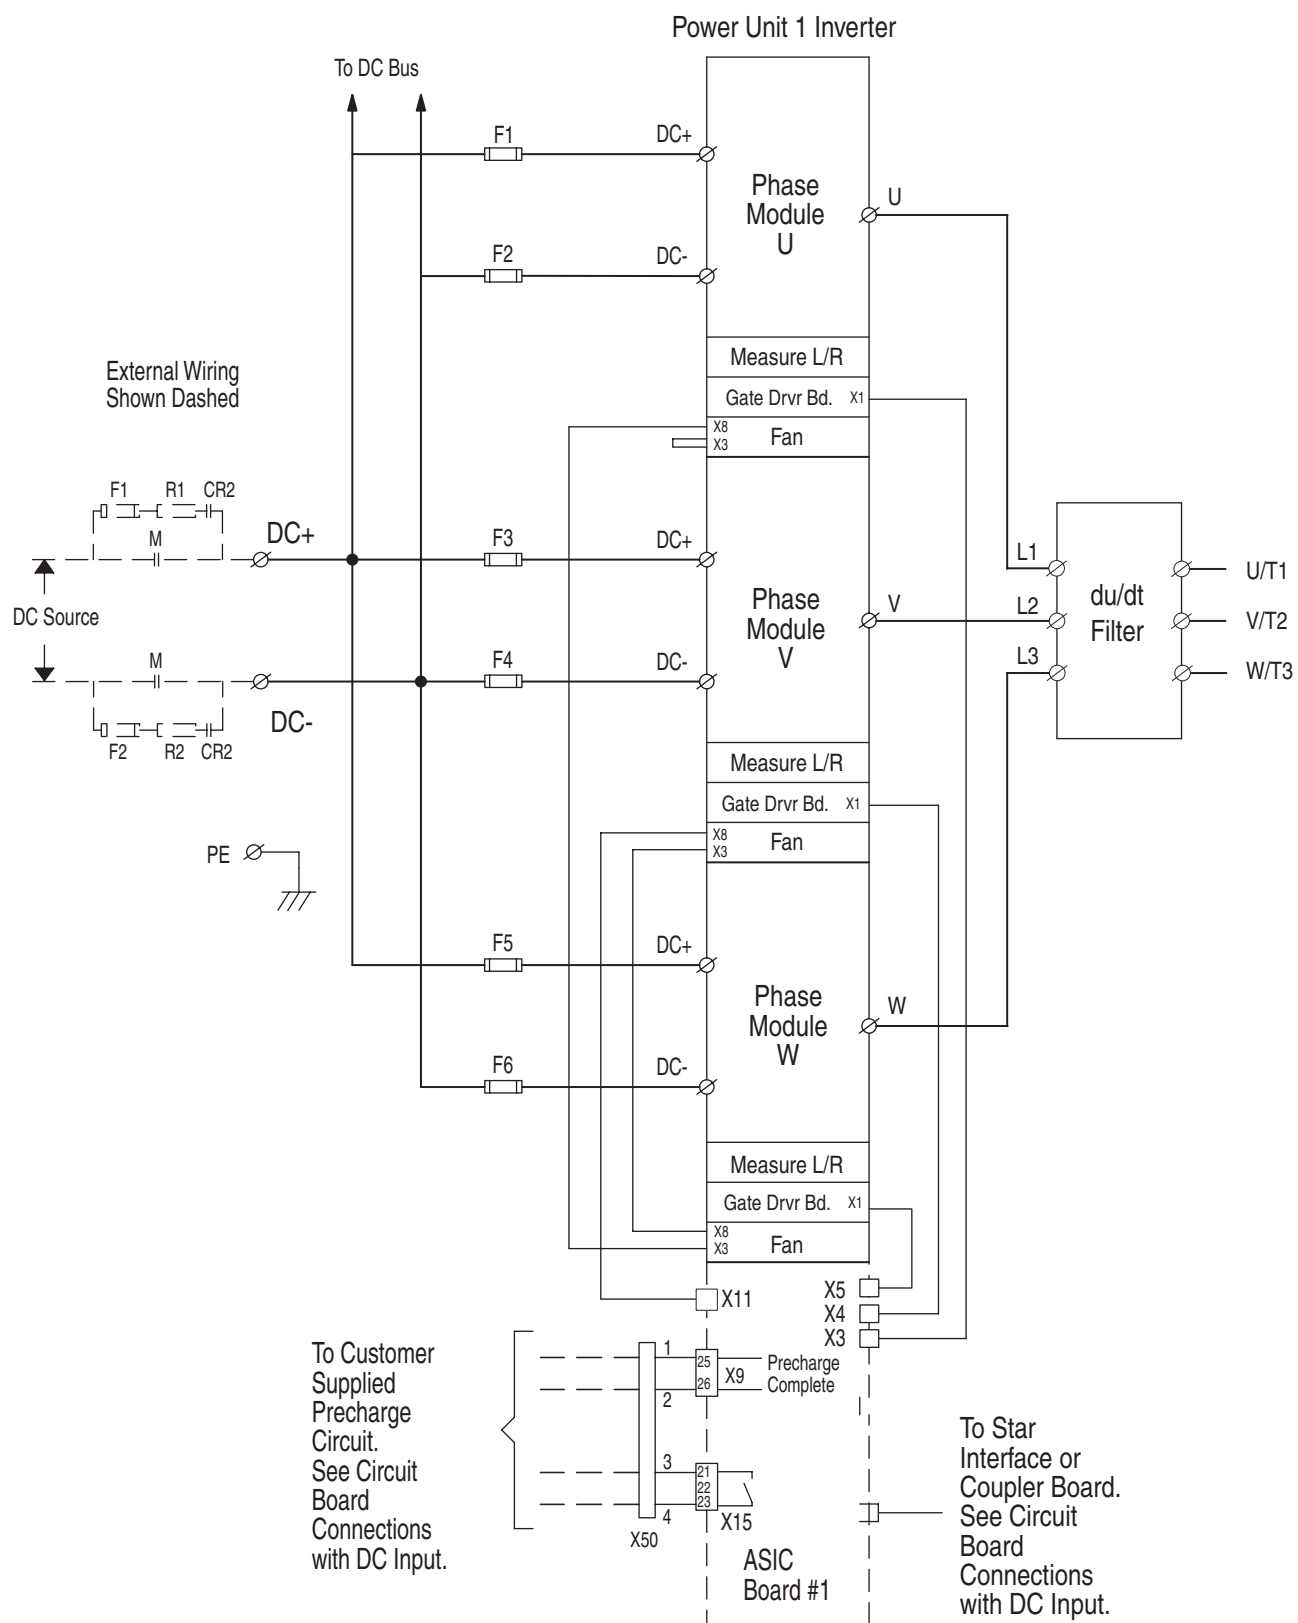 Power Unit 1 Inverter
To DC Bus
F1
DC+
Phase
Module
U
U
F2
DC-
Measure L/R
Gate Drvr Bd. X1
X8
X3
Fan
External Wiring
Shown Dashed
F1 R1 CR2
M
DC+
F3
DC+
DC Source
Phase
Module
V
V
M
DC-
F2 R2 CR2
F4
DC-
L1
L2
L3
du/dt
Filter
U/T1
V/T2
W/T3
Measure L/R
Gate Drvr Bd. X1
X8
X3
Fan
PE
F5
DC+
Phase
Module
W
W
F6
DC-
Measure L/R
Gate Drvr Bd. X1
X8
X3
Fan
X11
X5
X4
X3
To Customer
Supplied
Precharge
Circuit.
See Circuit
Board
Connections
with DC Input.
1
2
3
4
X50
25
26
X9
Precharge
Complete
21
22
23
X15
ASIC
Board #1
To Star
Interface or
Coupler Board.
See Circuit
Board
Connections
with DC Input.